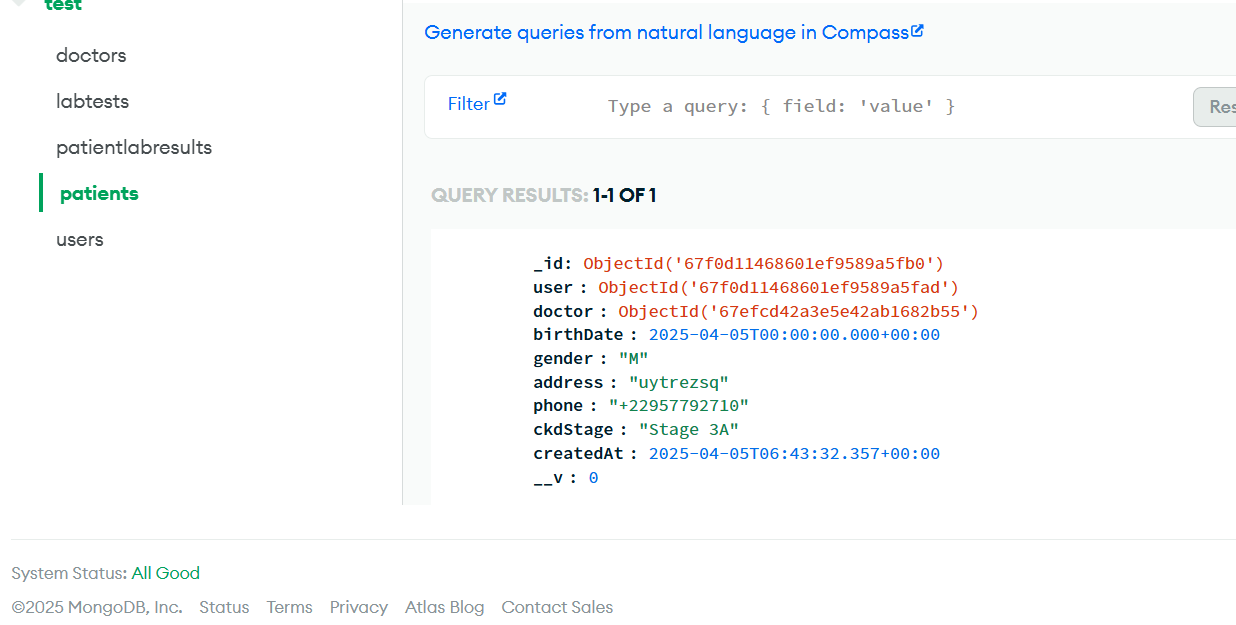 test
doctors
labtests
patientlabresults
patients
users
Generate queries from natural language in Compass
Filter
Type a query: { field: 'value' }
QUERY RESULTS: 1-1 OF 1
_id: ObjectId('67f0d11468601ef9589a5fb0')
user : ObjectId('67f0d11468601ef9589a5fad')
doctor : ObjectId('67efcd42a3e5e42ab1682b55')
birthDate : 2025-04-05T00:00:00.000+00:00
gender : "M"
address : "uytrezsq"
phone : "+22957792710"
ckdStage : "Stage 3A"
createdAt : 2025-04-05T06:43:32.357+00:00
__v : 0
System Status: All Good
©2025 MongoDB, Inc. Status Terms Privacy Atlas Blog Contact Sales